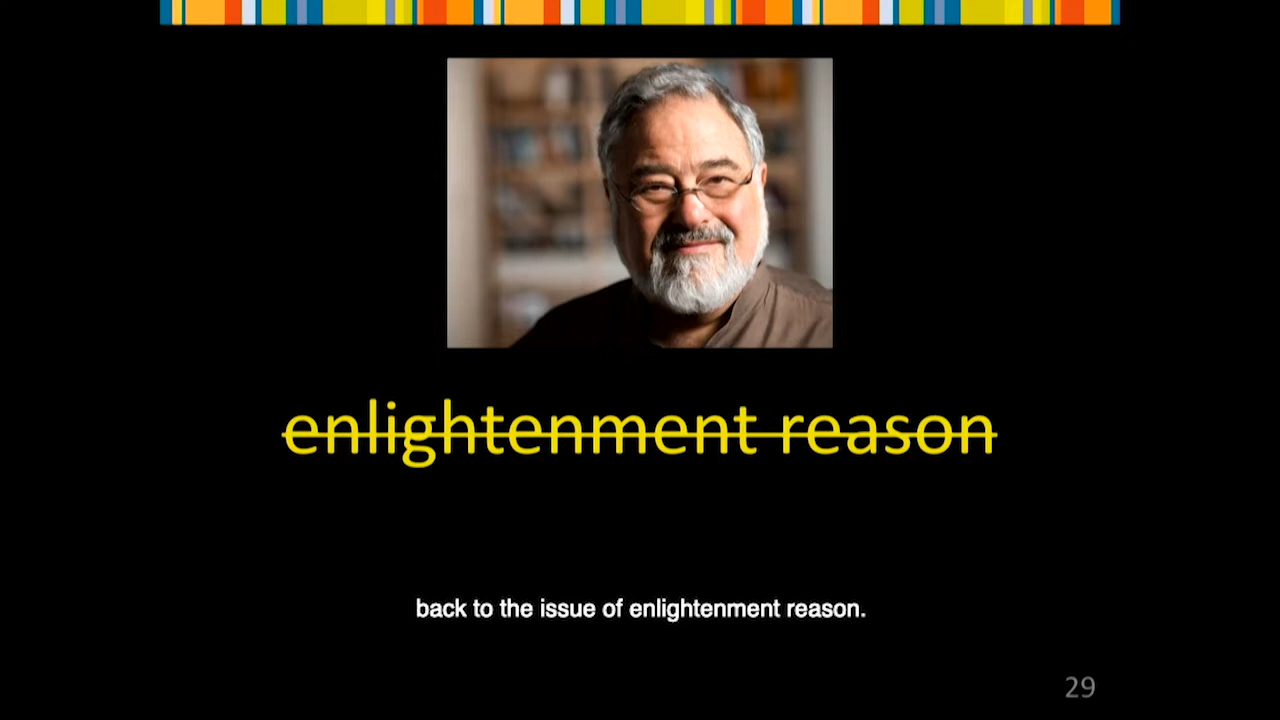 enlightenment reason
back to the issue of enlightenment reason.
29